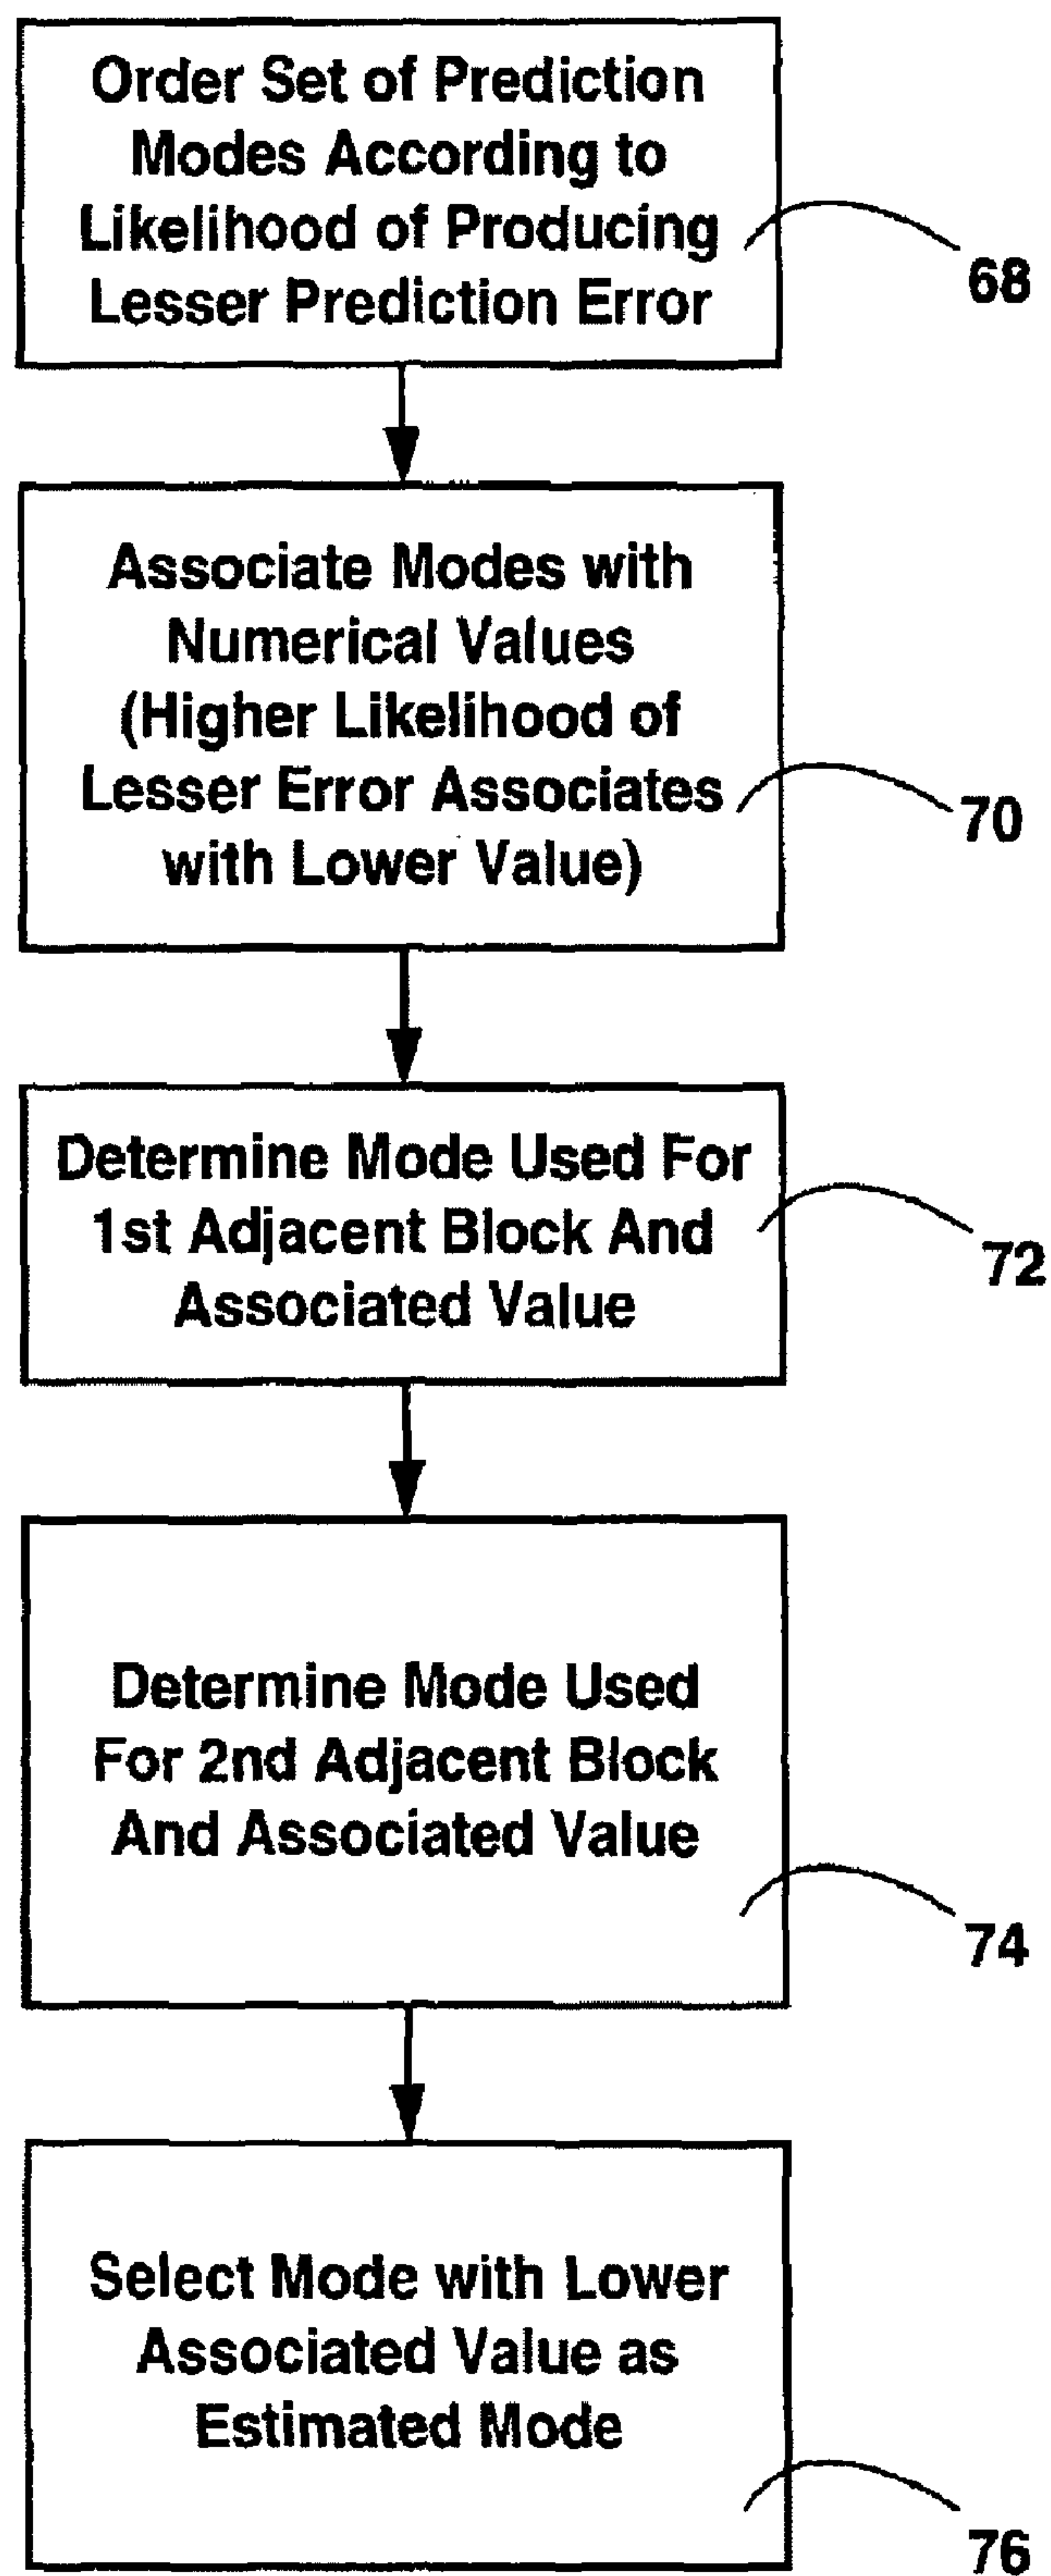 Order Set of Prediction
Modes According to
Likelihood of Producing
Lesser Prediction Error
68
Associate Modes with
Numerical Values
(Higher Likelihood of
Lesser Error Associates
with Lower Value)
70
Determine Mode Used For
1st Adjacent Block And
Associated Value
72
Determine Mode Used
For 2nd Adjacent Block
And Associated Value
74
Select Mode with Lower
Associated Value as
Estimated Mode
76